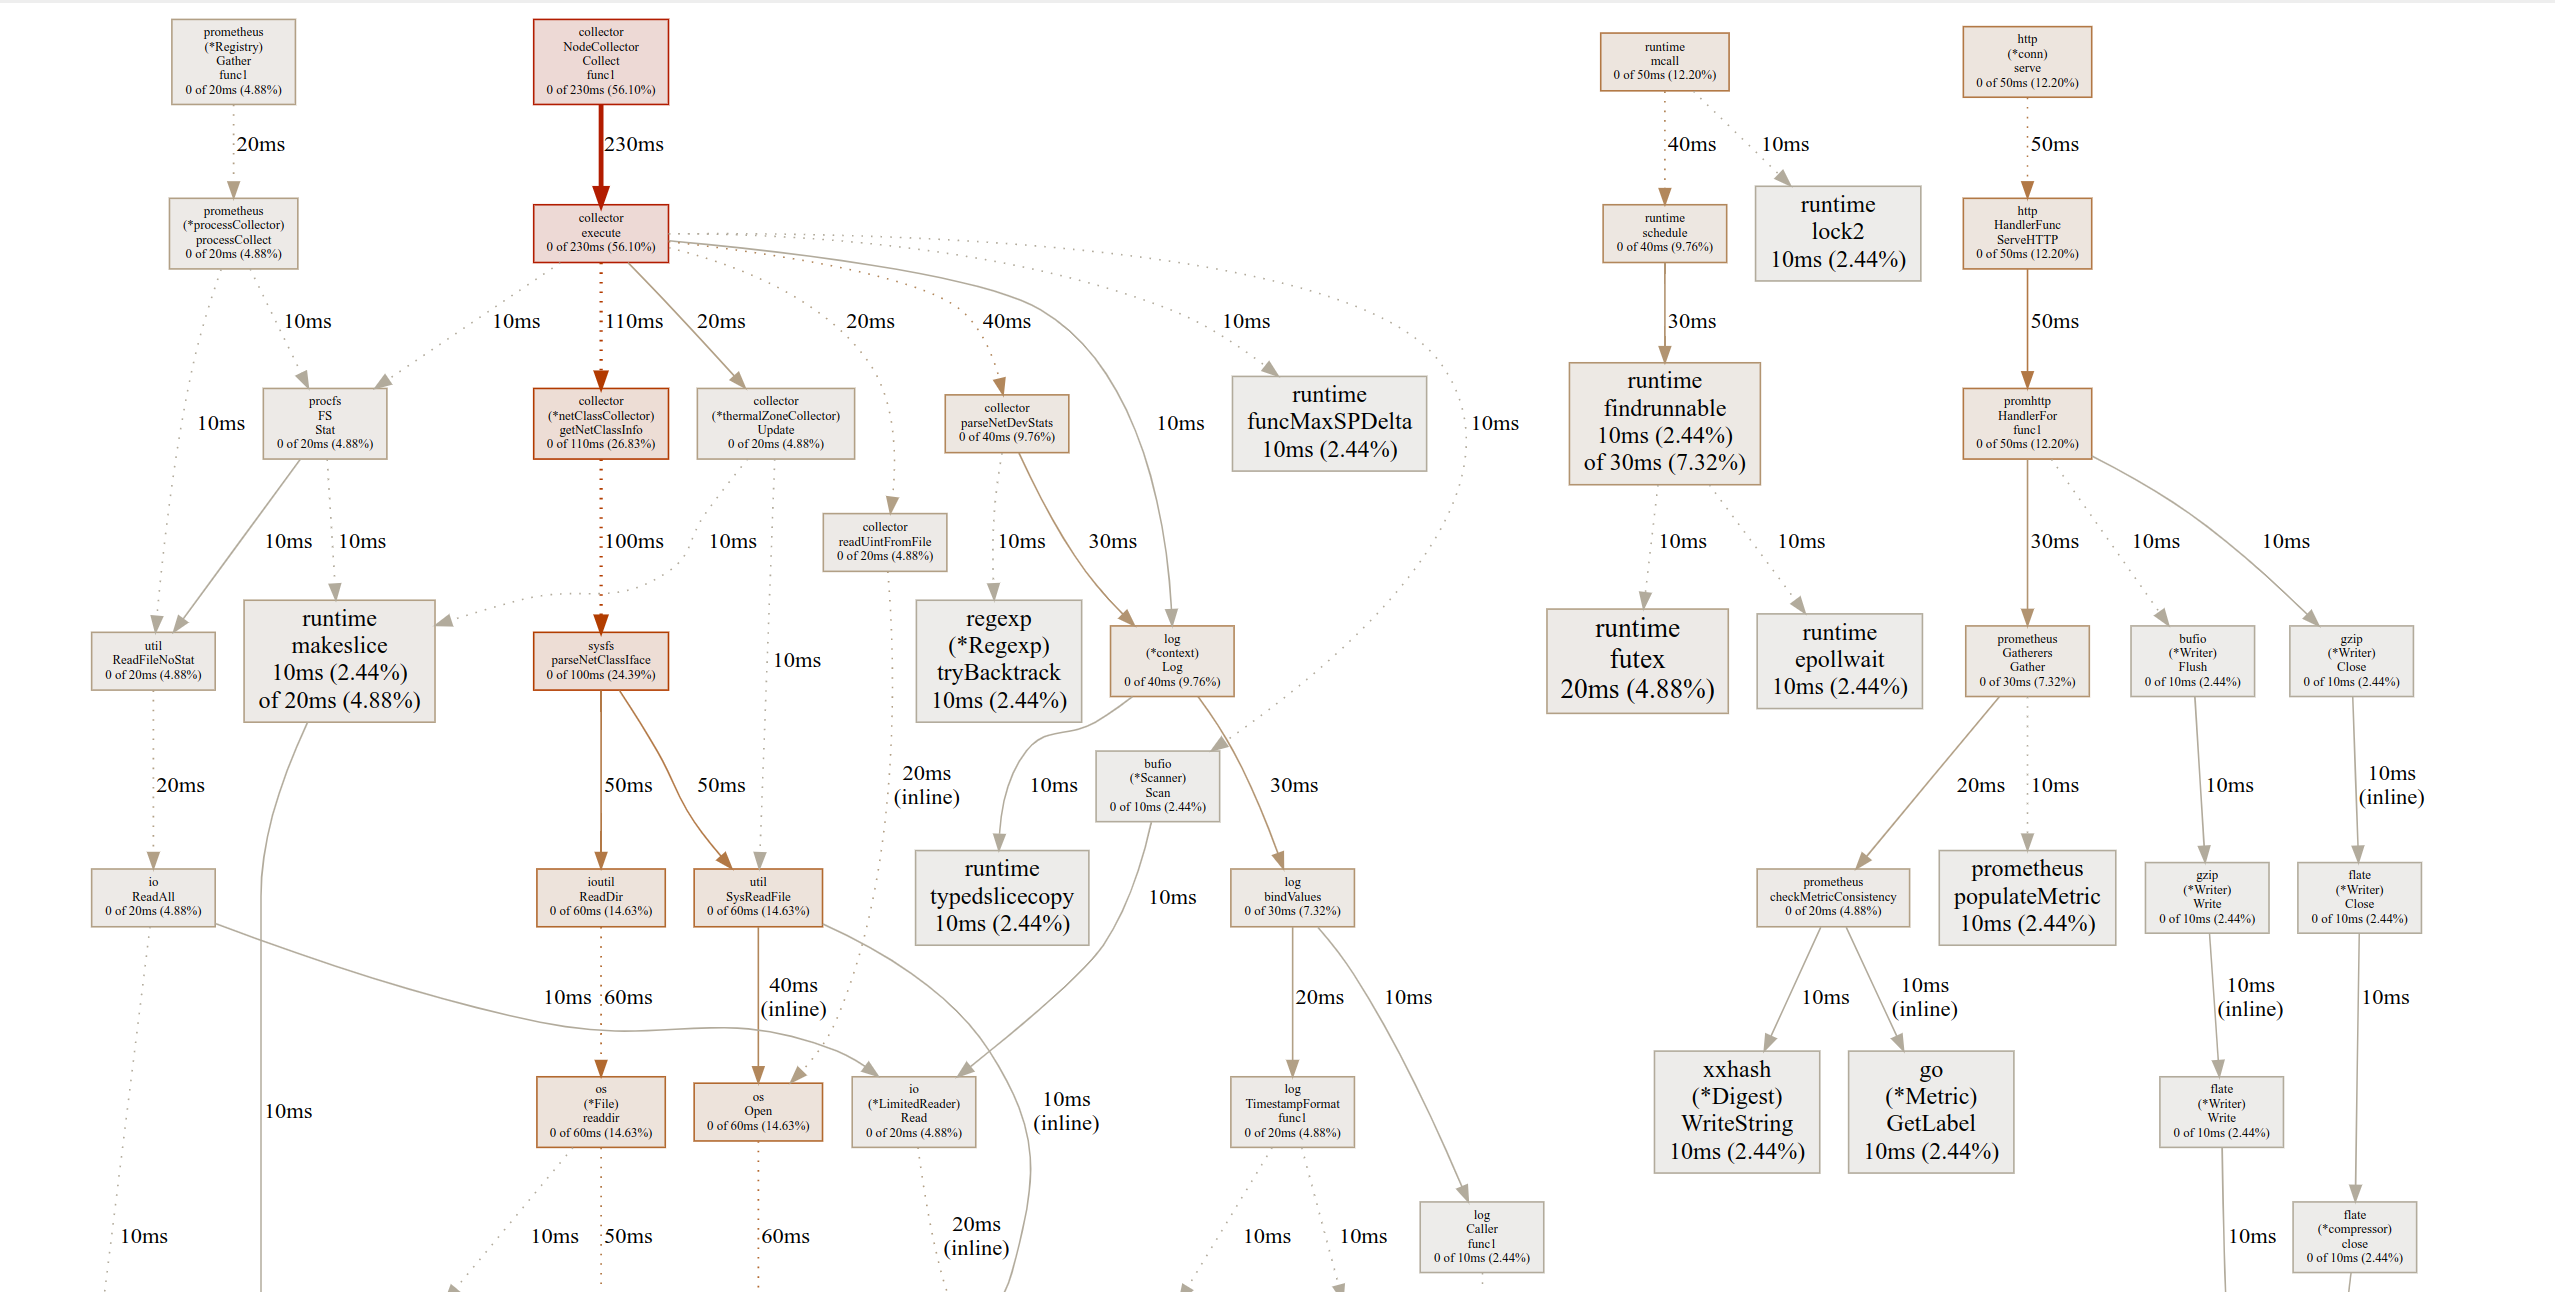 prometheus
(*Registry)
Gather
func1
0 of 20ms (4.88%)
collector
NodeCollector
Collect
func1
0 of 230ms (56.10%)
runtime
mcall
0 of 50ms (12.20%)
http
(*conn)
serve
0 of 50ms (12.20%)
20ms
230ms
40ms
10ms
50ms
prometheus
(*processCollector)
processCollect
0 of 20ms (4.88%)
collector
execute
0 of 230ms (56.10%)
runtime
schedule
0 of 40ms (9.76%)
runtime
lock2
10ms (2.44%)
http
HandlerFunc
ServeHTTP
0 of 50ms (12.20%)
10ms
10ms
110ms
20ms
20ms
40ms
10ms
30ms
50ms
10ms
procfs
FS
Stat
0 of 20ms (4.88%)
collector
(*netClassCollector)
getNetClassInfo
0 of 110ms (26.83%)
collector
(*thermalZoneCollector)
Update
0 of 20ms (4.88%)
collector
parseNetDevStats
0 of 40ms (9.76%)
10ms
runtime
funcMaxSPDelta
10ms (2.44%)
10ms
runtime
findrunnable
10ms (2.44%)
of 30ms (7.32%)
promhttp
HandlerFor
func1
0 of 50ms (12.20%)
10ms
10ms
100ms
10ms
collector
readUintFromFile
0 of 20ms (4.88%)
10ms
30ms
10ms
10ms
30ms
10ms
10ms
util
ReadFileNoStat
0 of 20ms (4.88%)
runtime
makeslice
10ms (2.44%)
of 20ms (4.88%)
sysfs
parseNetClassIface
0 of 100ms (24.39%)
10ms
regexp
(*Regexp)
tryBacktrack
10ms (2.44%)
log
(*context)
Log
0 of 40ms (9.76%)
runtime
futex
20ms (4.88%)
runtime
epollwait
10ms (2.44%)
prometheus
Gatherers
Gather
0 of 30ms (7.32%)
bufio
(*Writer)
Flush
0 of 10ms (2.44%)
gzip
(*Writer)
Close
0 of 10ms (2.44%)
20ms
50ms
50ms
20ms
(inline)
10ms
bufio
(*Scanner)
Scan
0 of 10ms (2.44%)
30ms
20ms
10ms
10ms
10ms
(inline)
io
ReadAll
0 of 20ms (4.88%)
ioutil
ReadDir
0 of 60ms (14.63%)
util
SysReadFile
0 of 60ms (14.63%)
runtime
typedslicecopy
10ms (2.44%)
10ms
log
bindValues
0 of 30ms (7.32%)
prometheus
checkMetricConsistency
0 of 20ms (4.88%)
prometheus
populateMetric
10ms (2.44%)
gzip
(*Writer)
Write
0 of 10ms (2.44%)
flate
(*Writer)
Close
0 of 10ms (2.44%)
10ms
60ms
40ms
(inline)
20ms
10ms
10ms
10ms
(inline)
10ms
(inline)
10ms
10ms
os
(*File)
readdir
0 of 60ms (14.63%)
os
Open
0 of 60ms (14.63%)
io
(*LimitedReader)
Read
0 of 20ms (4.88%)
10ms
(inline)
log
TimestampFormat
func1
0 of 20ms (4.88%)
xxhash
(*Digest)
WriteString
10ms (2.44%)
go
(*Metric)
GetLabel
10ms (2.44%)
flate
(*Writer)
Write
0 of 10ms (2.44%)
10ms
10ms
50ms
60ms
20ms
(inline)
10ms
10ms
log
Caller
func1
0 of 10ms (2.44%)
10ms
flate
(*compressor)
close
0 of 10ms (2.44%)